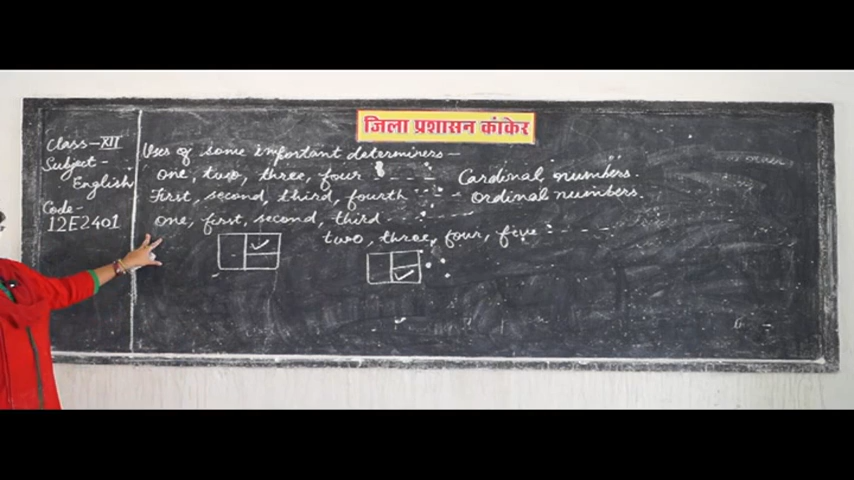 जिला प्रशासन कांकेर
Class - XII
Subject -
English
Code -
12E2401
Uses of some important determiners -
one, two, three, four - - - - Cardinal numbers.
First, second, third, fourth - - - - ordinal numbers.
one, first, second, third - - - - -
two, three, four, five - - - - -